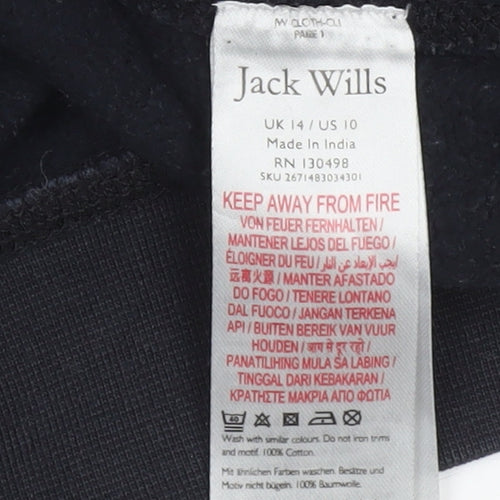 PAGE 1
Jack Wills
UK 14 / US 10
Made in India
RN 130498
SKU 2671483034301
KEEP AWAY FROM FIRE
VON FEUER FERNHALTEN /
MANTENER LEJOS DEL FUEGO /
ÉLOIGNER DU FEU / يجب الإبعاد عن النار /
远离火源 / MANTER AFASTADO
DO FOGO / TENERE LONTANO
DAL FUOCO / JANGAN TERKENA
API / BUITEN BEREIK VAN VUUR
HOUDEN / आग से दूर रहो /
PANATILIHING MULA SA LABING /
TINGGAL DARI KEBAKARAN /
ΚΡΑΤΗΣΤΕ ΜΑΚΡΙΑ ΑΠΟ ΦΩΤΙΑ
40
Wash with similar colours. Do not iron trims
and motif. 100% Cotton.
Mit ähnlichen Farben waschen. Besätze und
Motiv nicht bügeln. 100% Baumwolle.